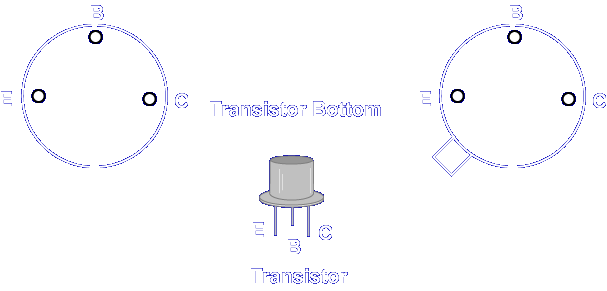 B B
E C Transistor Bottom E C
E B C
Transistor